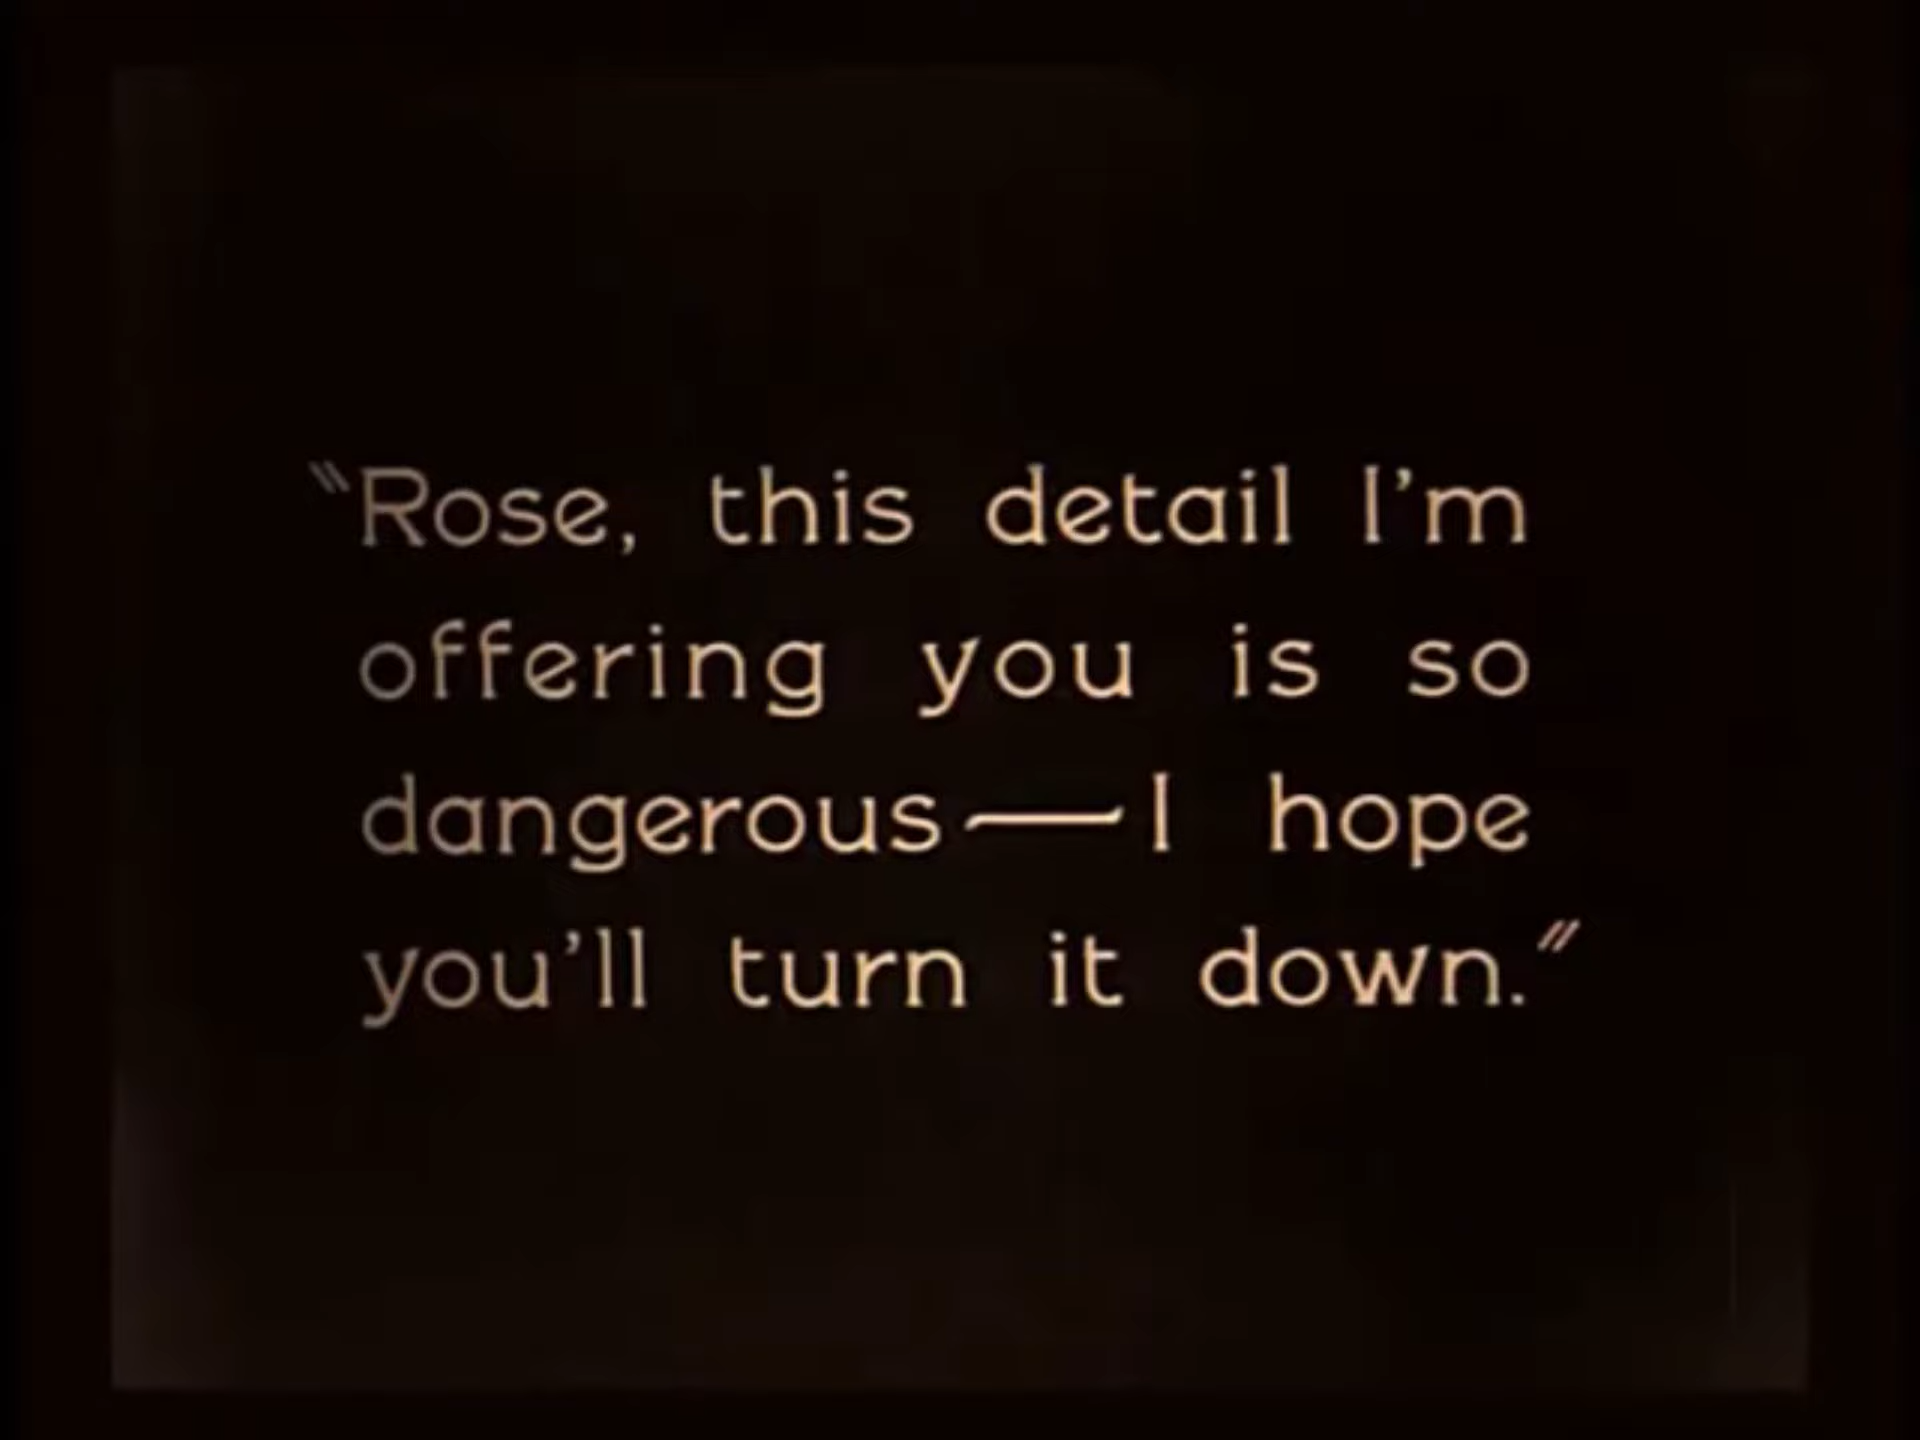 "Rose, this detail I'm
offering you is so
dangerous—I hope
you'll turn it down."